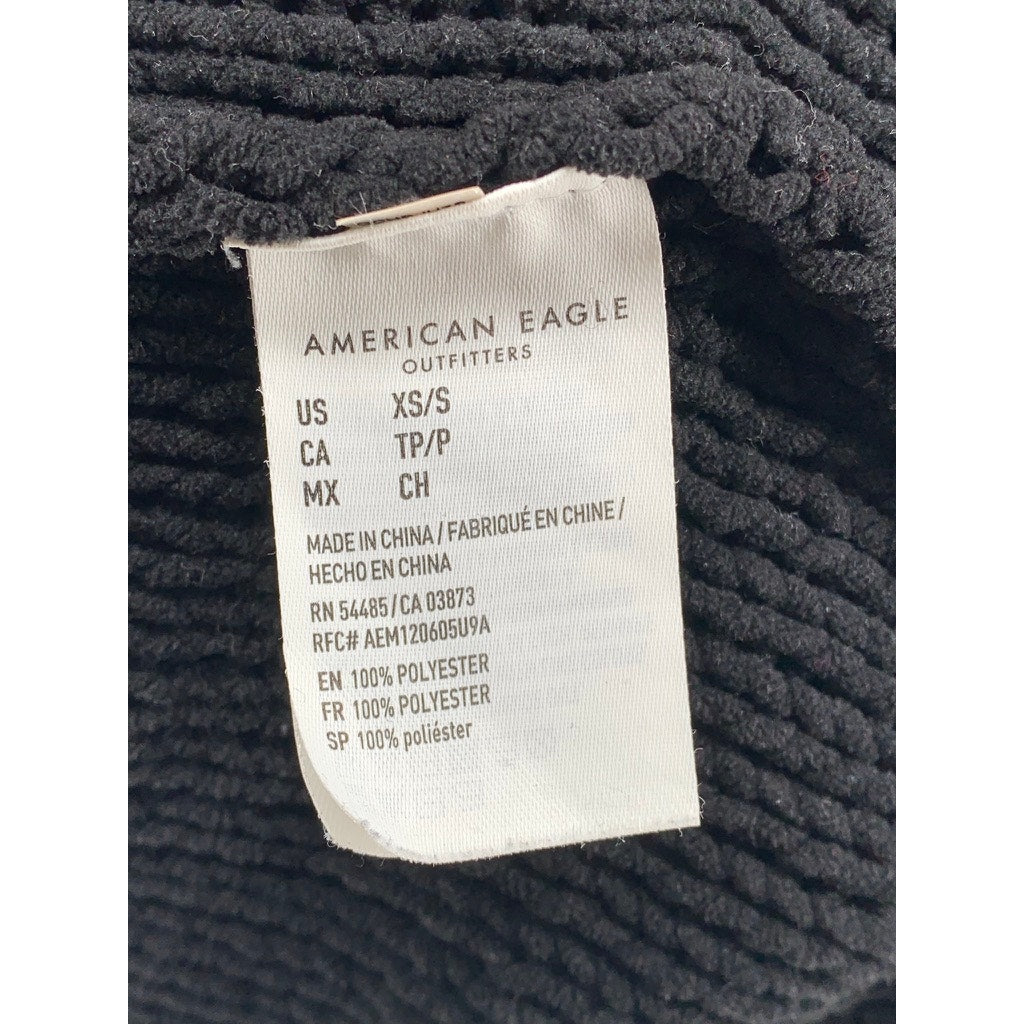 AMERICAN EAGLE
OUTFITTERS
US XS/S
CA TP/P
MX CH
MADE IN CHINA / FABRIQUÉ EN CHINE /
HECHO EN CHINA
RN 54485 / CA 03873
RFC# AEM120605U9A
EN 100% POLYESTER
FR 100% POLYESTER
SP 100% poliéster